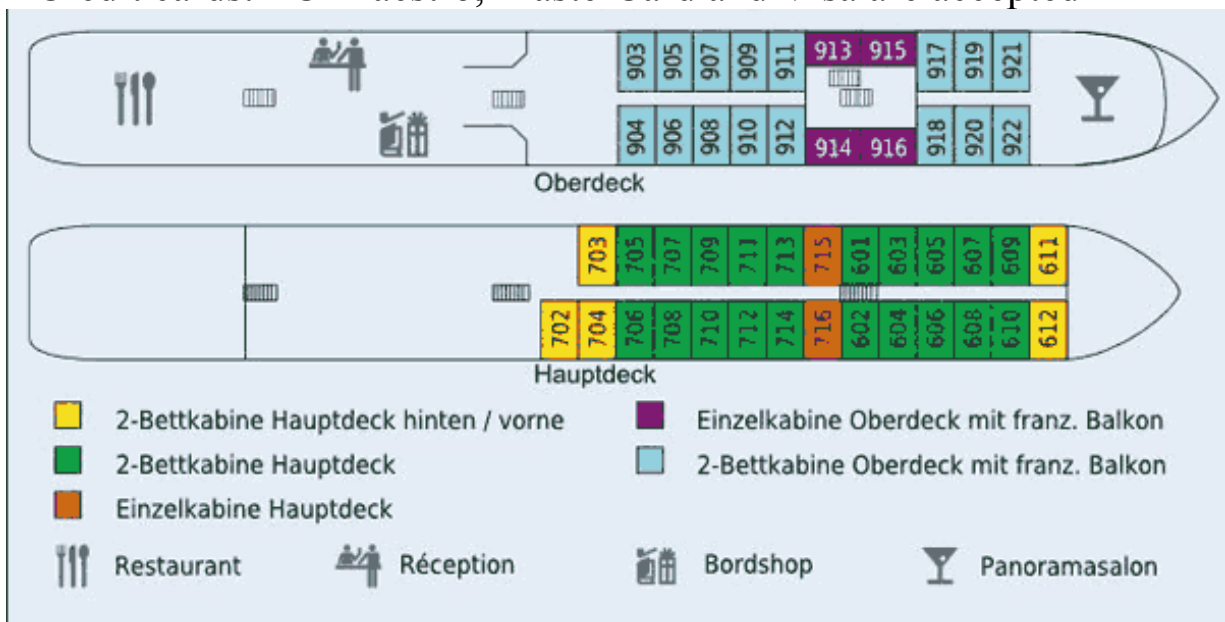 903 905 907 909 911 913 915 917 919 921
904 906 908 910 912 914 916 918 920 922
Oberdeck
703 705 707 709 711 713 715 601 603 605 607 609 611
702 704 706 708 710 712 714 716 602 604 606 608 610 612
Hauptdeck
2-Bettkabine Hauptdeck hinten / vorne
Einzelkabine Oberdeck mit franz. Balkon
2-Bettkabine Hauptdeck
2-Bettkabine Oberdeck mit franz. Balkon
Einzelkabine Hauptdeck
Restaurant
Réception
Bordshop
Panoramasalon